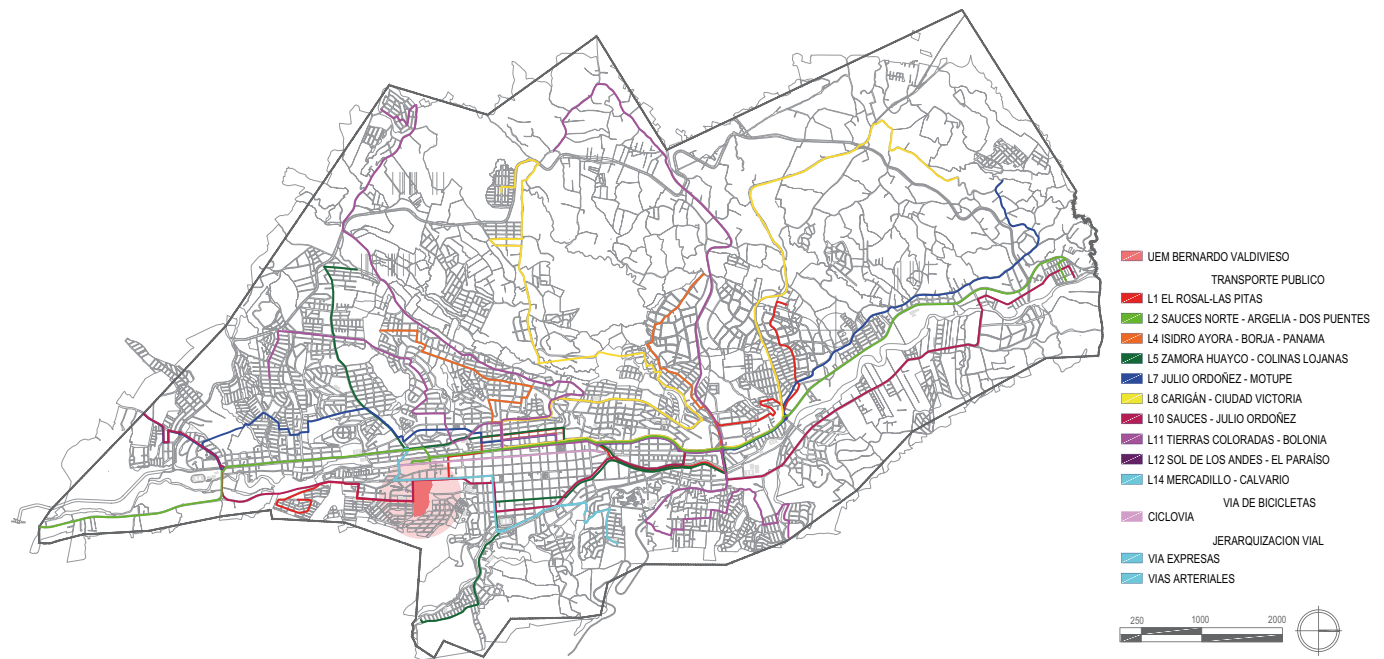 UEM BERNARDO VALDIVIESO
TRANSPORTE PUBLICO
L1 EL ROSAL-LAS PITAS
L2 SAUCES NORTE - ARGELIA - DOS PUENTES
L4 ISIDRO AYORA - BORJA - PANAMA
L5 ZAMORA HUAYCO - COLINAS LOJANAS
L7 JULIO ORDOÑEZ - MOTUPE
L8 CARIGÁN - CIUDAD VICTORIA
L10 SAUCES - JULIO ORDOÑEZ
L11 TIERRAS COLORADAS - BOLONIA
L12 SOL DE LOS ANDES - EL PARAÍSO
L14 MERCADILLO - CALVARIO
VIA DE BICICLETAS
CICLOVIA
JERARQUIZACION VIAL
VIA EXPRESAS
VIAS ARTERIALES
250 1000 2000